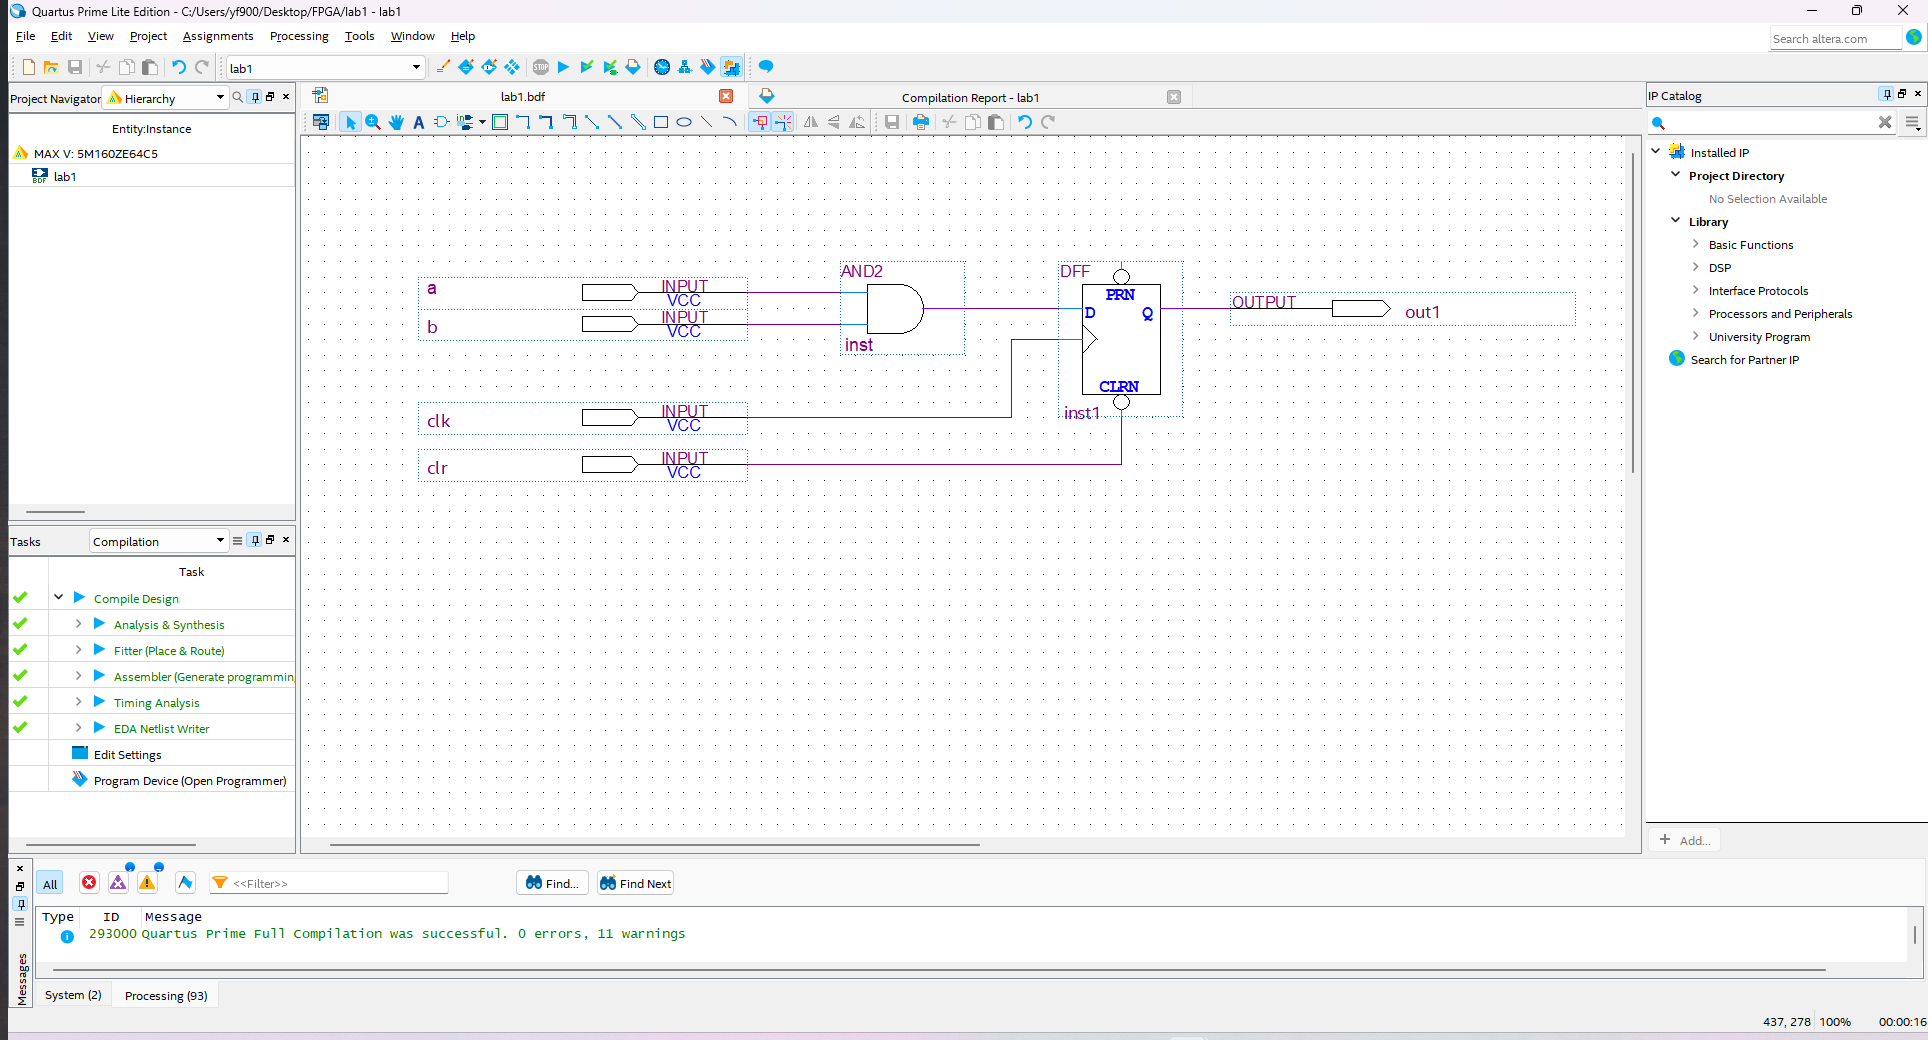 Quartus Prime Lite Edition - C:/Users/yf900/Desktop/FPGA/lab1 - lab1
File Edit View Project Assignments Processing Tools Window Help
Search altera.com
lab1
STOP
Project Navigator Hierarchy
Entity:Instance
MAX V: 5M160ZE64C5
BDF lab1
Tasks Compilation
Task
Compile Design
Analysis & Synthesis
Fitter (Place & Route)
Assembler (Generate programmin
Timing Analysis
EDA Netlist Writer
Edit Settings
Program Device (Open Programmer)
lab1.bdf
Compilation Report - lab1
A
a
INPUT
VCC
b
INPUT
VCC
AND2
inst
DFF
PRN
D
Q
CLRN
inst1
OUTPUT
out1
clk
INPUT
VCC
clr
INPUT
VCC
IP Catalog
Installed IP
Project Directory
No Selection Available
Library
Basic Functions
DSP
Interface Protocols
Processors and Peripherals
University Program
Search for Partner IP
+ Add...
All
<<Filter>>
Find...
Find Next
Type ID Message
293000 Quartus Prime Full Compilation was successful. 0 errors, 11 warnings
Messages
System (2)
Processing (93)
437, 278 100% 00:00:16